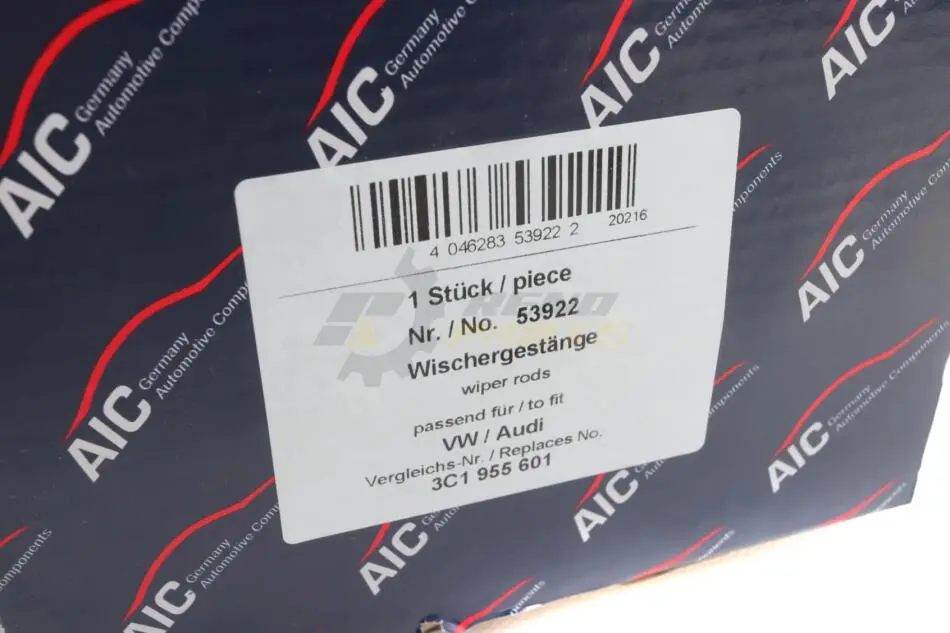 4 046283 53922 2 20216
1 Stück / piece
Nr. / No. 53922
Wischergestänge
wiper rods
passend für / to fit
VW / Audi
Vergleichs-Nr. / Replaces No.
3C1 955 601
AIC Germany
Automotive Components